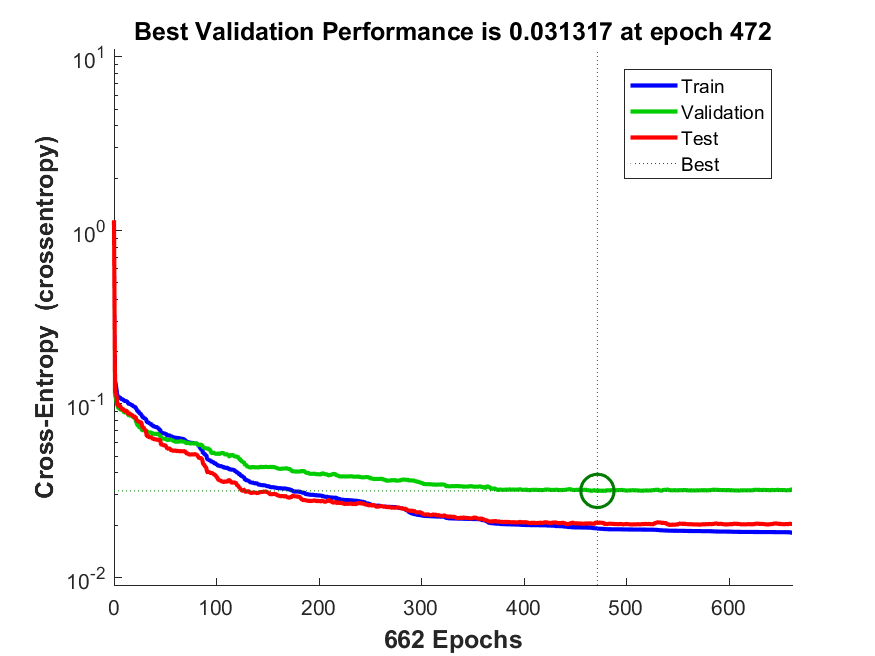 Best Validation Performance is 0.031317 at epoch 472
Cross-Entropy (crossentropy)
10^1
10^0
10^-1
10^-2
Train
Validation
Test
Best
0 100 200 300 400 500 600
662 Epochs